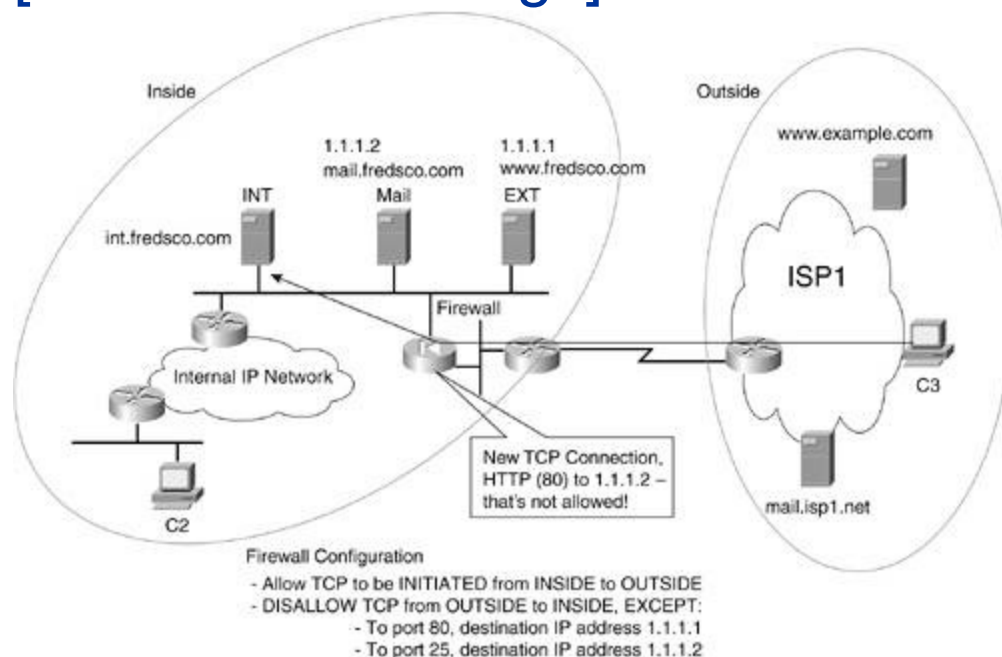 Inside
Outside
www.example.com
1.1.1.2
mail.fredsco.com
1.1.1.1
www.fredsco.com
INT
Mail
EXT
int.fredsco.com
ISP1
Firewall
Internal IP Network
C3
New TCP Connection,
HTTP (80) to 1.1.1.2 –
that's not allowed!
mail.isp1.net
C2
Firewall Configuration
- Allow TCP to be INITIATED from INSIDE to OUTSIDE
- DISALLOW TCP from OUTSIDE to INSIDE, EXCEPT:
- To port 80, destination IP address 1.1.1.1
- To port 25, destination IP address 1.1.1.2